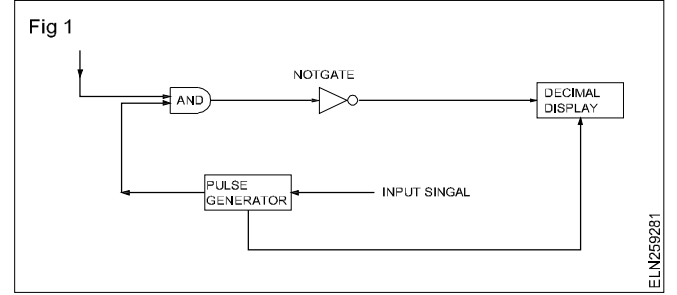 Fig 1
NOTGATE
AND
DECIMAL
DISPLAY
PULSE
GENERATOR
INPUT SINGAL
ELN259281